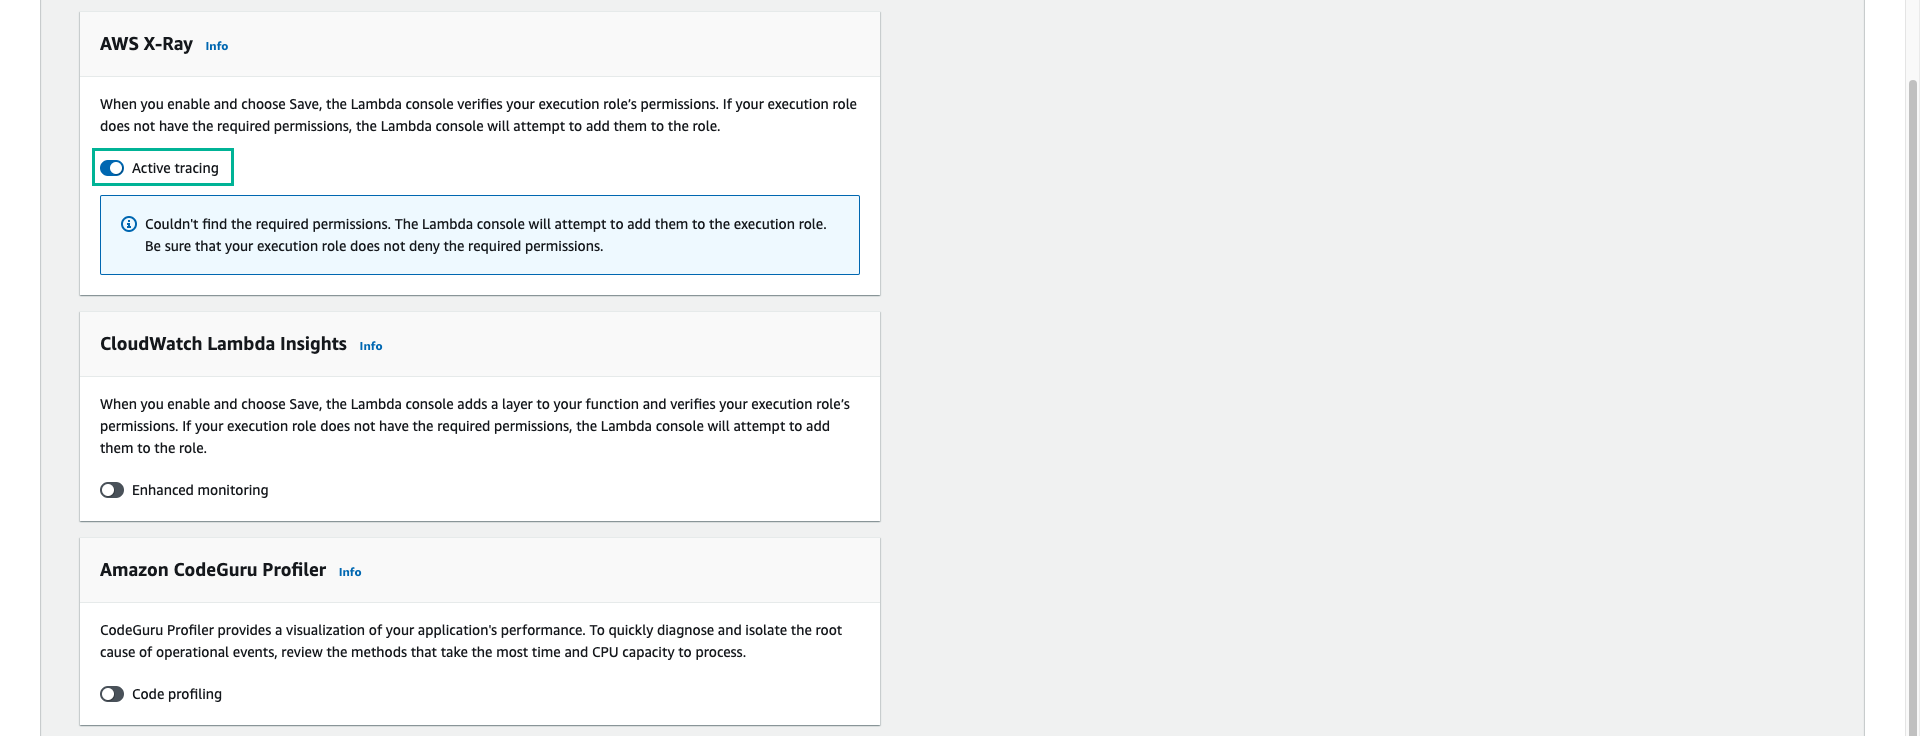 AWS X-Ray Info
When you enable and choose Save, the Lambda console verifies your execution role’s permissions. If your execution role
does not have the required permissions, the Lambda console will attempt to add them to the role.
Active tracing
Couldn't find the required permissions. The Lambda console will attempt to add them to the execution role.
Be sure that your execution role does not deny the required permissions.
CloudWatch Lambda Insights Info
When you enable and choose Save, the Lambda console adds a layer to your function and verifies your execution role’s
permissions. If your execution role does not have the required permissions, the Lambda console will attempt to add
them to the role.
Enhanced monitoring
Amazon CodeGuru Profiler Info
CodeGuru Profiler provides a visualization of your application's performance. To quickly diagnose and isolate the root
cause of operational events, review the methods that take the most time and CPU capacity to process.
Code profiling